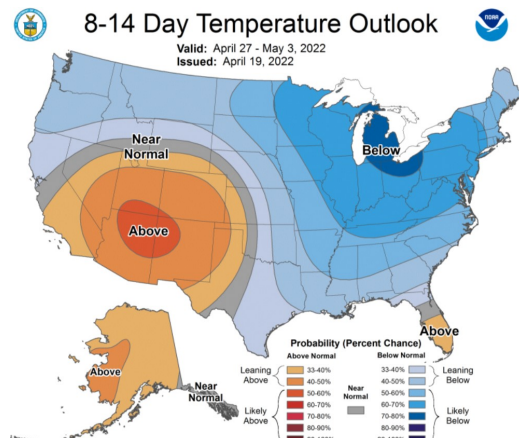 8-14 Day Temperature Outlook
Valid: April 27 - May 3, 2022
Issued: April 19, 2022
NOAA
Near
Normal
Below
Above
Above
Above
Near
Normal
Probability (Percent Chance)
Above Normal
Below Normal
Leaning
Above
33-40%
40-50%
33-40%
40-50%
Leaning
Below
Near
Normal
Likely
Above
50-60%
60-70%
70-80%
80-90%
50-60%
60-70%
70-80%
80-90%
Likely
Below